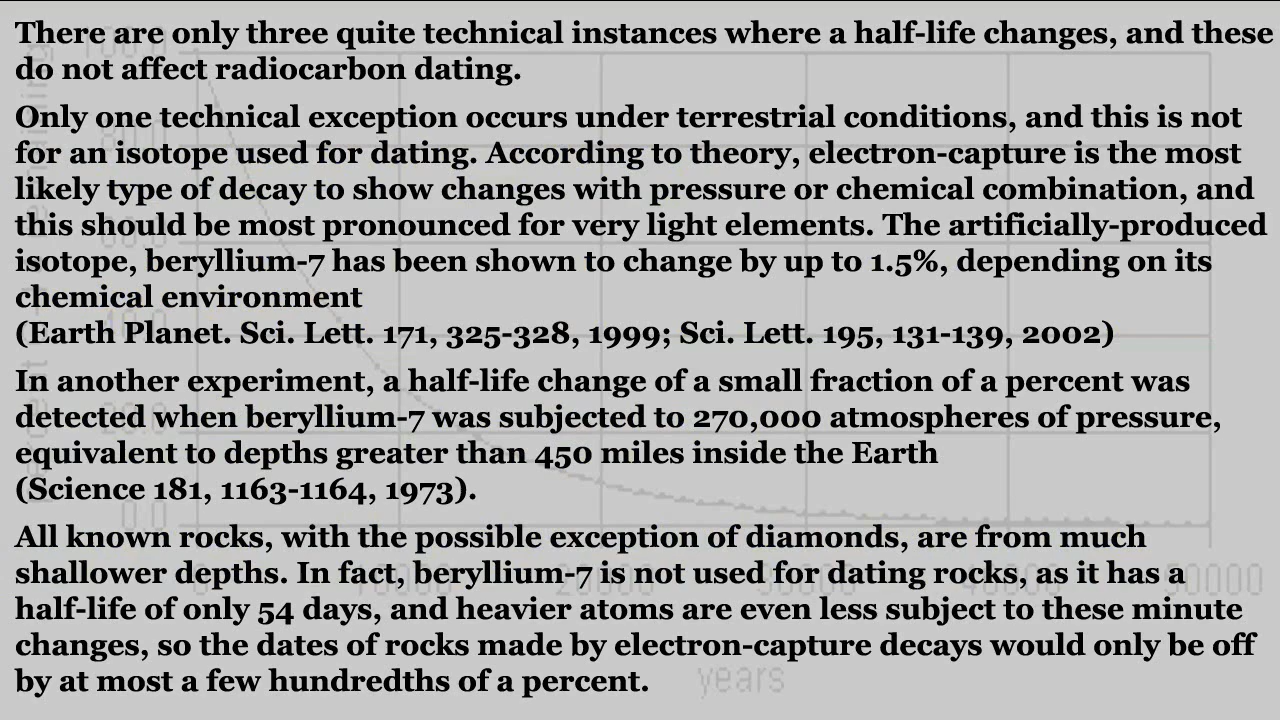 There are only three quite technical instances where a half-life changes, and these
do not affect radiocarbon dating.
Only one technical exception occurs under terrestrial conditions, and this is not
for an isotope used for dating. According to theory, electron-capture is the most
likely type of decay to show changes with pressure or chemical combination, and
this should be most pronounced for very light elements. The artificially-produced
isotope, beryllium-7 has been shown to change by up to 1.5%, depending on its
chemical environment
(Earth Planet. Sci. Lett. 171, 325-328, 1999; Sci. Lett. 195, 131-139, 2002)
In another experiment, a half-life change of a small fraction of a percent was
detected when beryllium-7 was subjected to 270,000 atmospheres of pressure,
equivalent to depths greater than 450 miles inside the Earth
(Science 181, 1163-1164, 1973).
All known rocks, with the possible exception of diamonds, are from much
shallower depths. In fact, beryllium-7 is not used for dating rocks, as it has a
half-life of only 54 days, and heavier atoms are even less subject to these minute
changes, so the dates of rocks made by electron-capture decays would only be off
by at most a few hundredths of a percent.
years